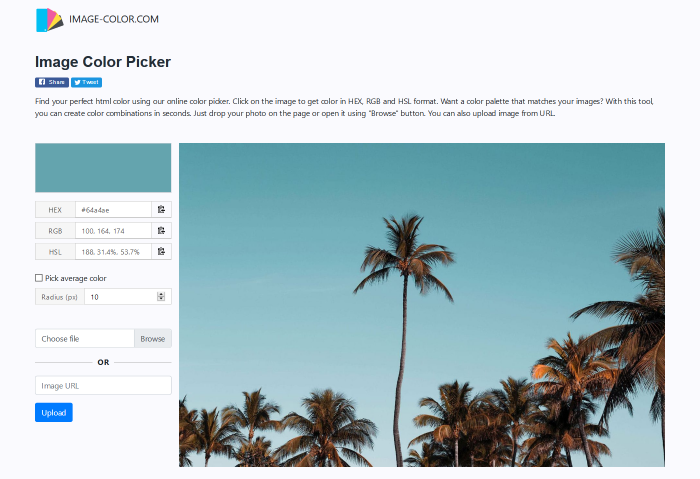 IMAGE-COLOR.COM
Image Color Picker
Share
Tweet
Find your perfect html color using our online color picker. Click on the image to get color in HEX, RGB and HSL format. Want a color palette that matches your images? With this tool,
you can create color combinations in seconds. Just drop your photo on the page or open it using "Browse" button. You can also upload image from URL.
HEX #64a4ae
RGB 100, 164, 174
HSL 188, 31.4%, 53.7%
Pick average color
Radius (px) 10
Choose file Browse
OR
Image URL
Upload